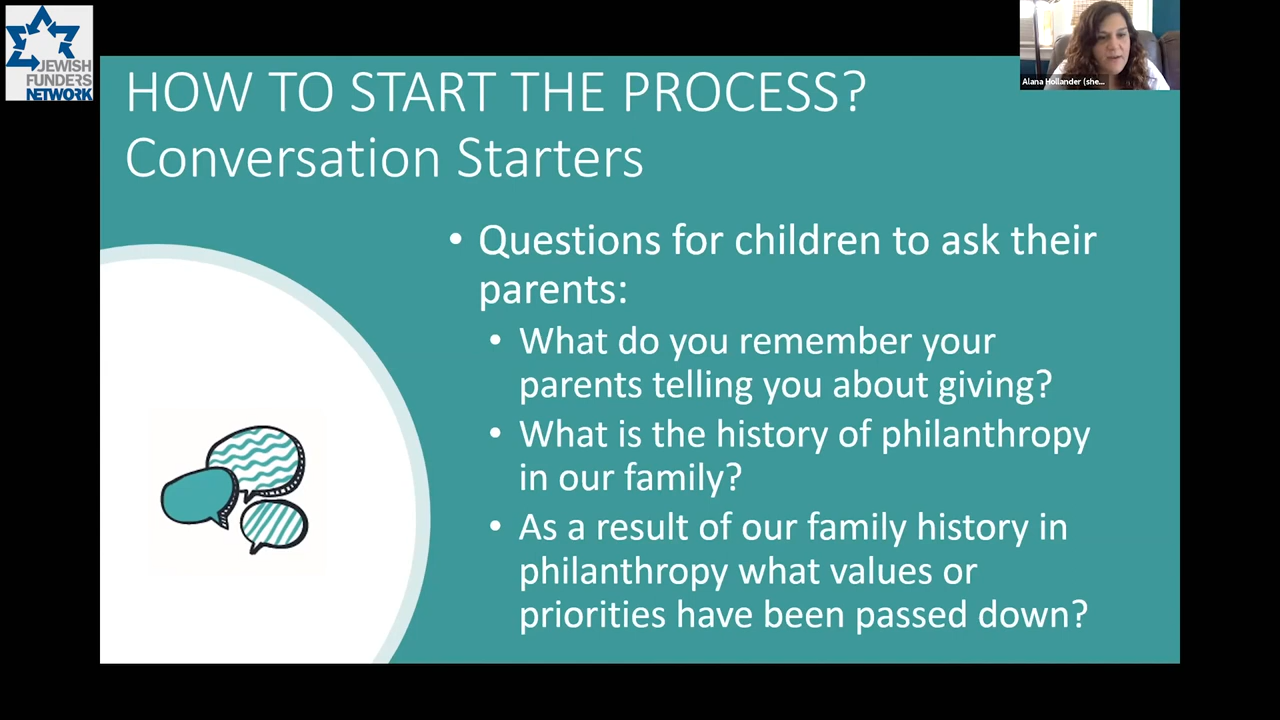 JEWISH
FUNDERS
NETWORK
HOW TO START THE PROCESS?
Conversation Starters
Alana Hollander (she...
• Questions for children to ask their
parents:
• What do you remember your
parents telling you about giving?
• What is the history of philanthropy
in our family?
• As a result of our family history in
philanthropy what values or
priorities have been passed down?